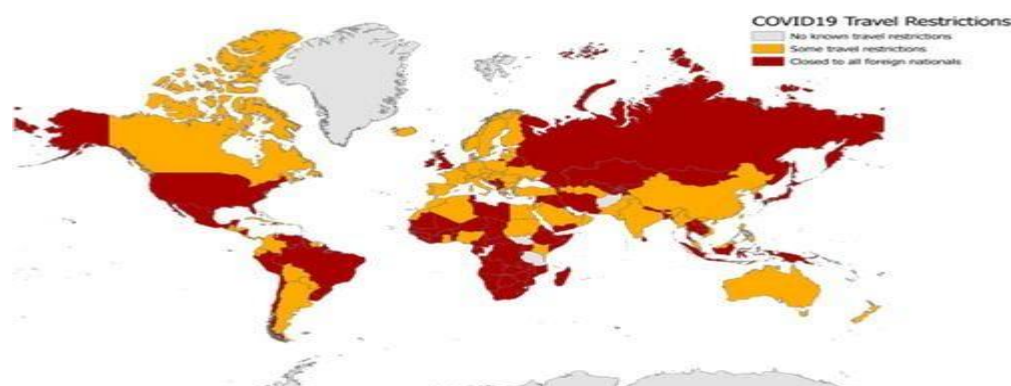 COVID19 Travel Restrictions
No known travel restrictions
Some travel restrictions
Closed to all foreign nationals